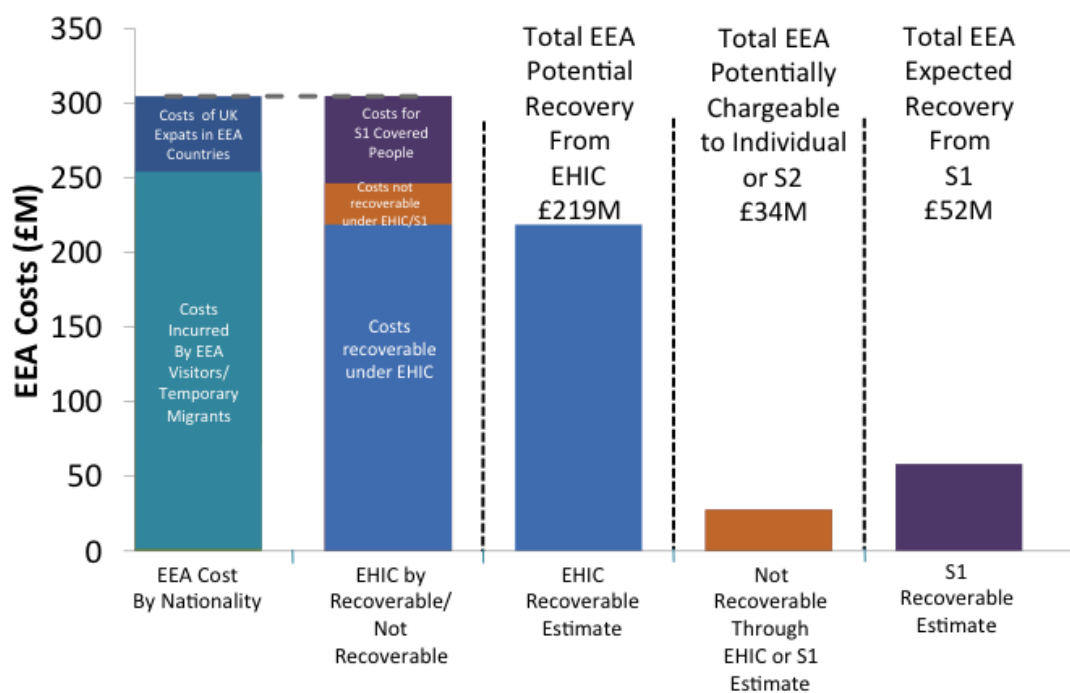 EEA Costs (£M)
350
300
250
200
150
100
50
0
Costs of UK
Expats in EEA
Countries
Costs
Incurred
By EEA
Visitors/
Temporary
Migrants
Costs for
S1 Covered
People
Costs not
recoverable
under EHIC/S1
Costs
recoverable
under EHIC
Total EEA
Potential
Recovery
From
EHIC
£219M
Total EEA
Potentially
Chargeable
to Individual
or S2
£34M
Total EEA
Expected
Recovery
From
S1
£52M
EEA Cost
By Nationality
EHIC by
Recoverable/
Not
Recoverable
EHIC
Recoverable
Estimate
Not
Recoverable
Through
EHIC or S1
Estimate
S1
Recoverable
Estimate